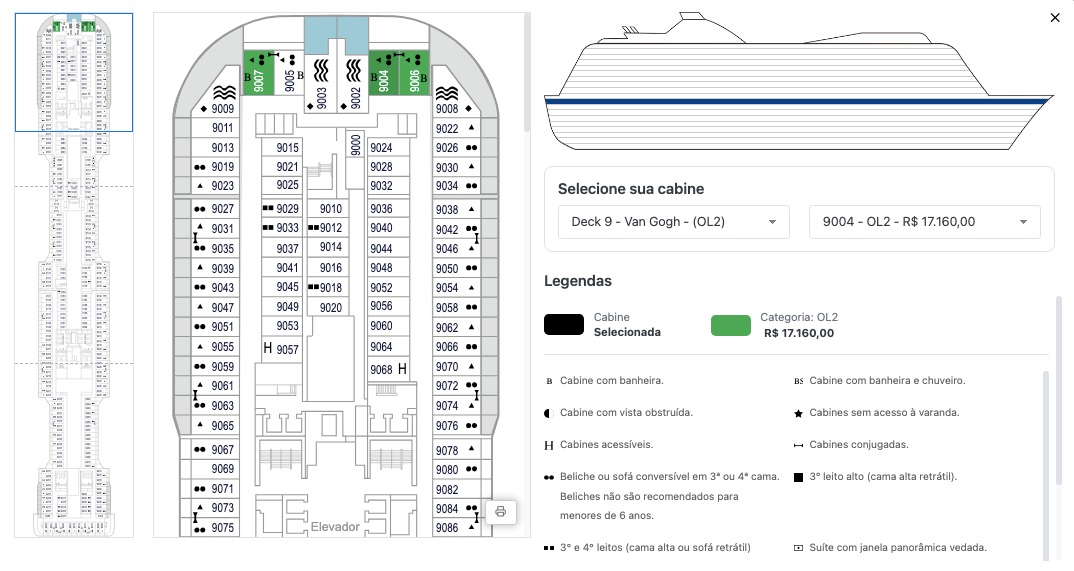 9007
B
9005
B
9003
9002
B
9004
9006
B
9009
9008
9011
9022
9013
9015
9000
9024
9026
9019
9021
9028
9030
9023
9025
9032
9034
9027
9029
9010
9036
9038
9031
9033
9012
9040
9042
9035
9037
9014
9044
9046
9039
9041
9016
9048
9050
9043
9045
9018
9052
9054
9047
9049
9020
9056
9058
9051
9053
9060
9062
9055
H 9057
9064
9066
9059
9068 H
9070
9061
9072
9063
9074
9065
9076
9067
9078
9069
9080
9071
9082
9073
9084
9075
Elevador
9086
Selecione sua cabine
Deck 9 - Van Gogh - (OL2)
9004 - OL2 - R$ 17.160,00
Legendas
Cabine
Selecionada
Categoria: OL2
R$ 17.160,00
B Cabine com banheira.
BS Cabine com banheira e chuveiro.
Cabine com vista obstruída.
Cabines sem acesso à varanda.
H Cabines acessíveis.
Cabines conjugadas.
Beliche ou sofá conversível em 3ª ou 4ª cama.
Beliches não são recomendados para
menores de 6 anos.
3º leito alto (cama alta retrátil).
3º e 4º leitos (cama alta ou sofá retrátil)
Suíte com janela panorâmica vedada.